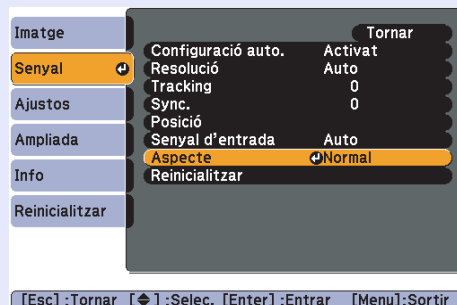 Imatge
Senyal
Ajustos
Ampliada
Info
Reinicialitzar
Tornar
Configuració auto. Activat
Resolució Auto
Tracking 0
Sync. 0
Posició
Senyal d'entrada Auto
Aspecte Normal
Reinicialitzar
[Esc] :Tornar [◆] :Selec. [Enter] :Entrar [Menu] :Sortir